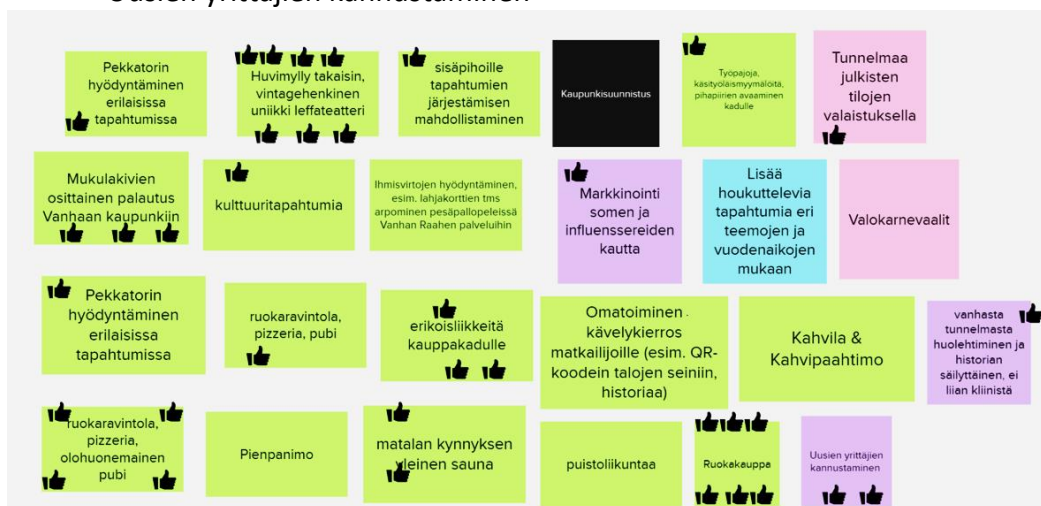 Uusien yrittäjien kannustaminen
Pekkatorin
hyödyntäminen
erilaisissa
tapahtumissa
Huvimylly takaisin,
vintagehenkinen
uniikki leffateatteri
sisäpihoille
tapahtumien
järjestämisen
mahdollistaminen
Kaupunkisuunnistus
Työpajoja,
käsityöläismyymälöitä,
pihapiirien avaaminen
kadulle
Tunnelmaa
julkisten
tilojen
valaistuksella
Mukulakivien
osittainen palautus
Vanhaan kaupunkiin
kulttuuritapahtumia
Ihmisvirtojen hyödyntäminen,
esim. lahjakorttien tms
arpominen pesäpallopeleissä
Vanhan Raahen palveluihin
Markkinointi
somen ja
influenssereiden
kautta
Lisää
houkuttelevia
tapahtumia eri
teemojen ja
vuodenaikojen
mukaan
Valokarnevaalit
Pekkatorin
hyödyntäminen
erilaisissa
tapahtumissa
ruokaravintola,
pizzeria, pubi
erikoisliikkeitä
kauppakadulle
Omatoiminen
kävelykierros
matkailijoille (esim. QR-
koodein talojen seiniin,
historiaa)
Kahvila &
Kahvipaahtimo
vanhasta
tunnelmasta
huolehtiminen ja
historian
säilyttäinen, ei
liian kliinistä
ruokaravintola,
pizzeria,
olohuonemainen
pubi
Pienpanimo
matalan kynnyksen
yleinen sauna
puistoliikuntaa
Ruokakauppa
Uusien yrittäjien
kannustaminen